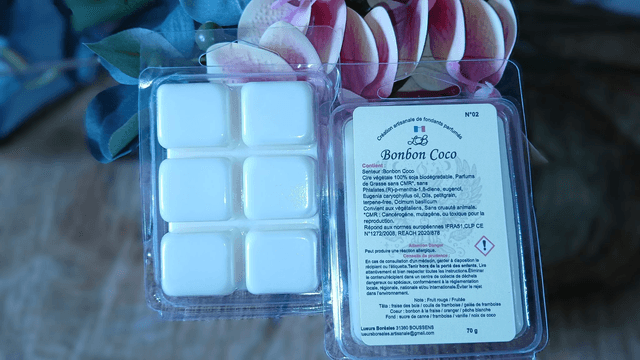 N°02
Création artisanale de fondants parfumés
LB
Bonbon Coco
Contient :
Senteur :Bonbon Coco
Cire végétale 100% soja biodégradable, Parfums
de Grasse sans CMR*, sans
Phtalates,(R)-p-mentha-1,8-diene, eugenol,
Eugenia caryophyllus oil, Oils, petitgrain,
terpene-free, Ocimum basilicum
Convient aux végétaliens, Sans cruauté animale.
*CMR : Cancérogène, mutagène, ou toxique pour la
reproduction.
Répond aux normes européennes IFRA51,CLP CE
N°1272/2008, REACH 2020/878
Attention Danger
Peut produire une réaction allergique.
Conseils de prudence :
En cas de consultation d'un médecin, garder à disposition le
récipient ou l'étiquette.Tenir hors de la porté des enfants. Lire
attentivement et bien respecter toutes les instructions.Éliminer
le contenu/récipient dans un centre de collecte de déchets
dangereux ou spéciaux, conformément à la réglementation
locale, régionale, nationale et/ou internationale.Éviter le rejet
dans l'environnement.
Note : Fruit rouge / Fruitée
Tête : fraise des bois / coulis de framboise / gelée de framboise
Coeur : bonbon à la fraise / oranger / pêche blanche
Fond : sucre de canne / framboise / vanille / noix de coco
Lueurs Boréales 31360 BOUSSENS
lueursboreales.artisanale@gmail.com
70 g